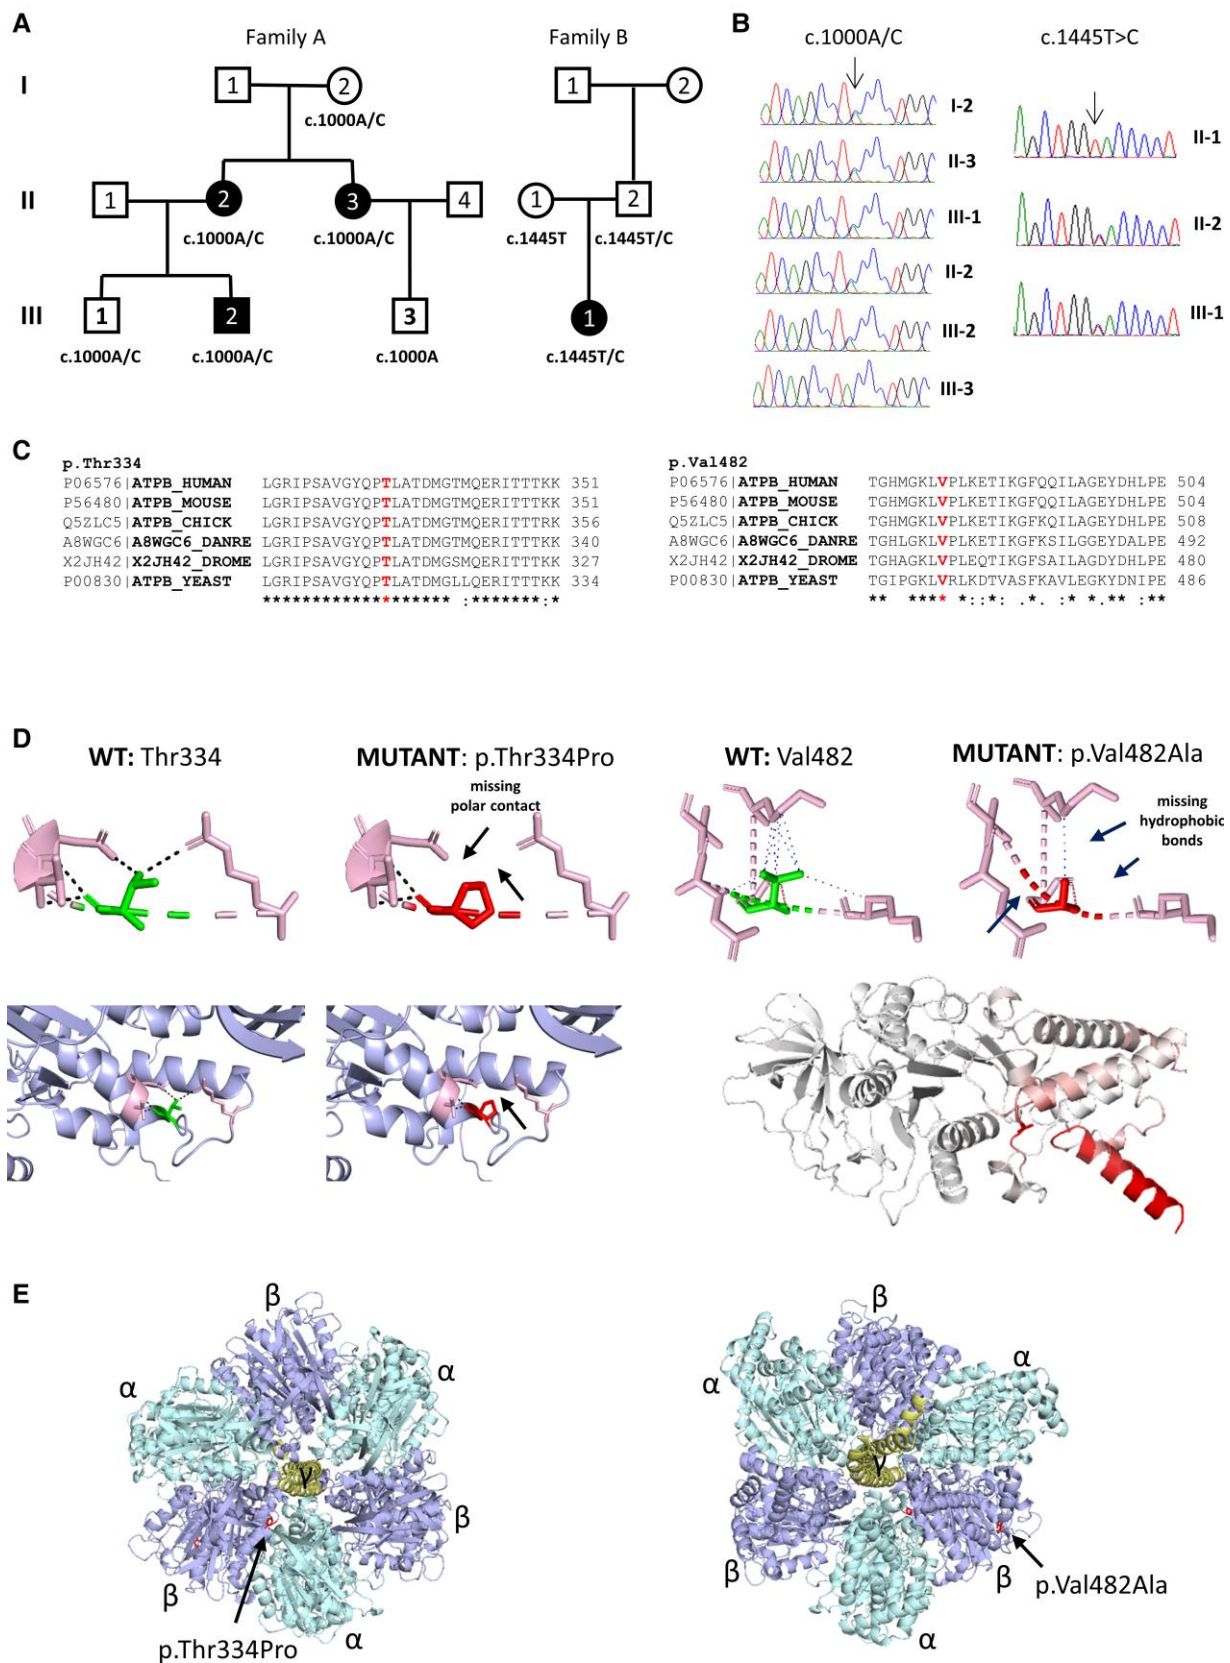 A
Family A
Family B
I
1
2
1
2
c.1000A/C
II
1
2
3
4
1
2
c.1000A/C
c.1000A/C
c.1445T
c.1445T/C
III
1
2
3
1
c.1000A/C
c.1000A/C
c.1000A
c.1445T/C
B
c.1000A/C
c.1445T>C
I-2
II-3
III-1
II-2
III-2
III-3
II-1
II-2
III-1
C
p.Thr334
P06576|ATPB_HUMAN LGRIPSAVGYQPTLATDMGTMQERITTTKK 351
P56480|ATPB_MOUSE LGRIPSAVGYQPTLATDMGTMQERITTTKK 351
Q5ZLC5|ATPB_CHICK LGRIPSAVGYQPTLATDMGTMQERITTTKK 356
A8WGC6|A8WGC6_DANRE LGRIPSAVGYQPTLATDMGTMQERITTTKK 340
X2JH42|X2JH42_DROME LGRIPSAVGYQPTLATDMGSMQERITTTKK 327
P00830|ATPB_YEAST LGRIPSAVGYQPTLATDMGLLQERITTTKK 334
******************* :*******:*
p.Val482
P06576|ATPB_HUMAN TGHMGKLVPLKETIKGFQQILAGEYDHLPE 504
P56480|ATPB_MOUSE TGHMGKLVPLKETIKGFQQILAGEYDHLPE 504
Q5ZLC5|ATPB_CHICK TGHMGKLVPLKETIKGFKQILAGEYDHLPE 508
A8WGC6|A8WGC6_DANRE TGHLGKLVPLKETIKGFKSILGGEYDALPE 492
X2JH42|X2JH42_DROME TGHAGKLVPLEQTIKGFSAILAGDYDHLPE 480
P00830|ATPB_YEAST TGIPGKLVRLKDTVASFKAVLEGKYDNIPE 486
** **** *::*: .*. :* *.** :**
D
WT: Thr334
MUTANT: p.Thr334Pro
missing
polar contact
WT: Val482
MUTANT: p.Val482Ala
missing
hydrophobic
bonds
E
β
α
α
γ
β
β
α
p.Thr334Pro
β
α
α
γ
β
β
α
p.Val482Ala